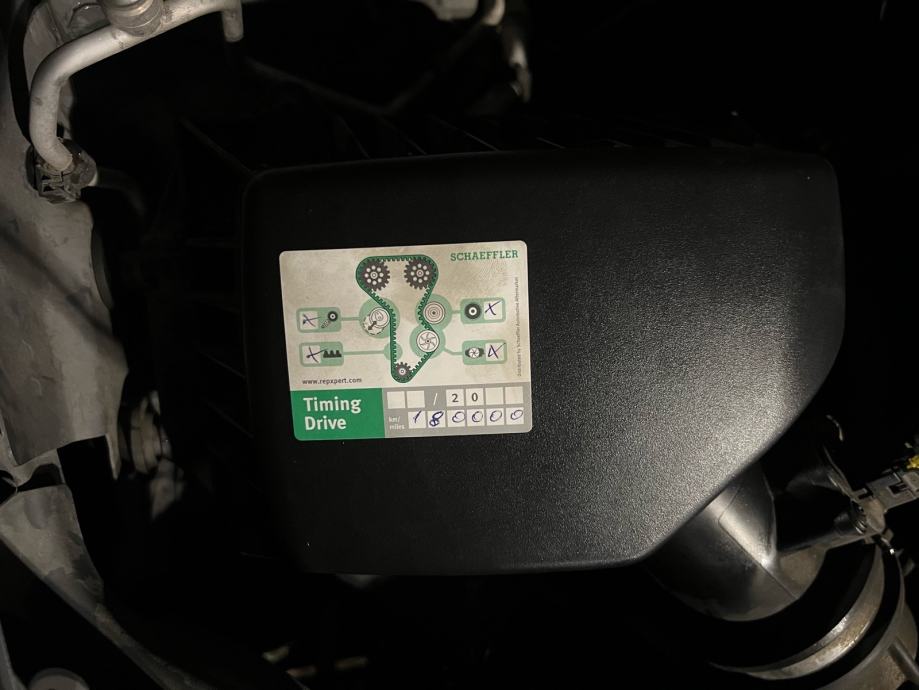 SCHAEFFLER
X X
X X
www.repxpert.com
Timing
Drive
/ 20
km/
miles
180000